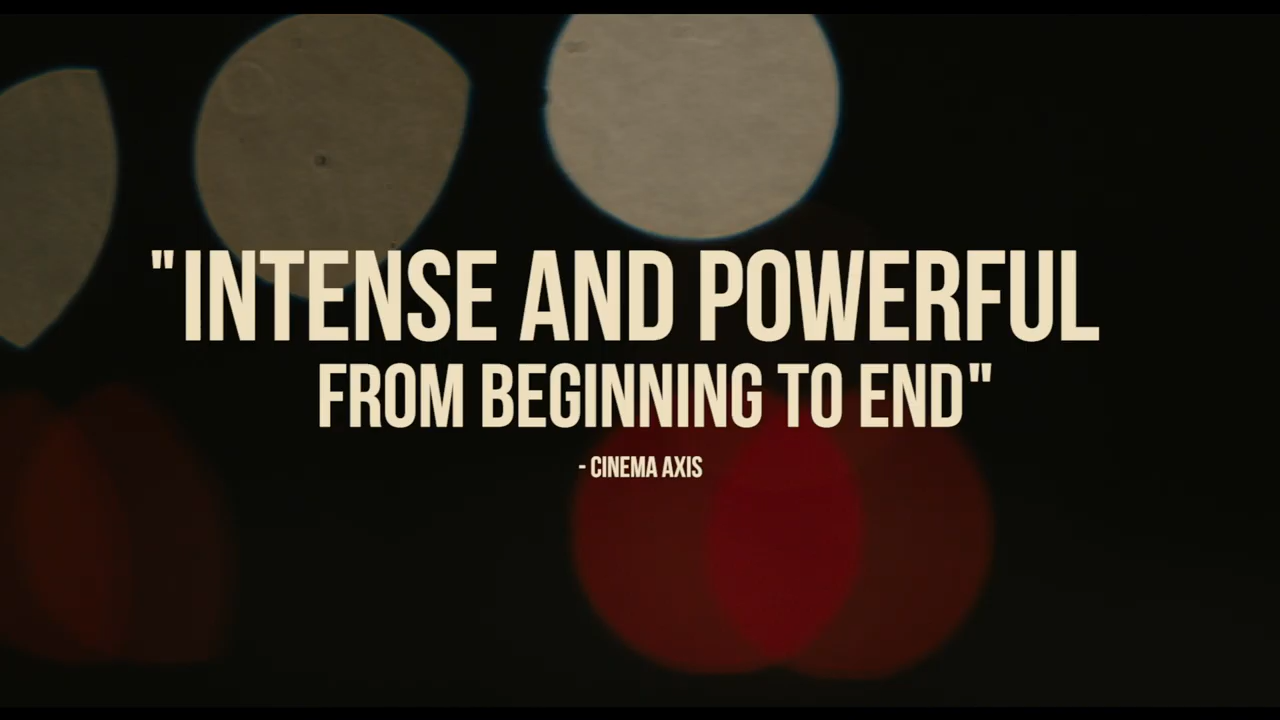 "INTENSE AND POWERFUL
FROM BEGINNING TO END"
- CINEMA AXIS